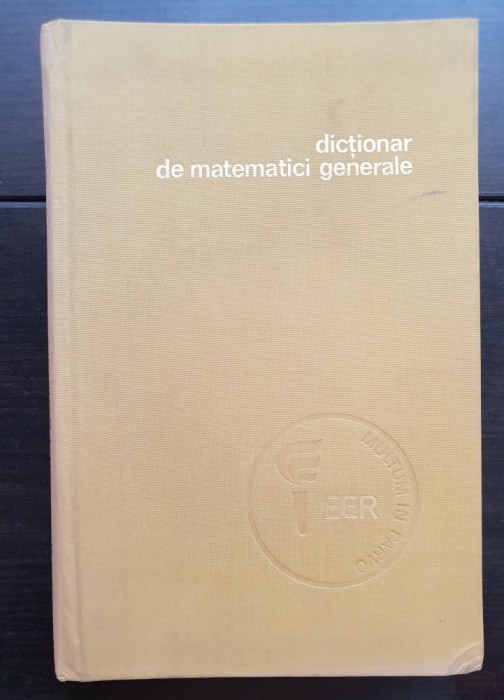 dicționar
de matematici generale
MULTUM IN PARVO
EER